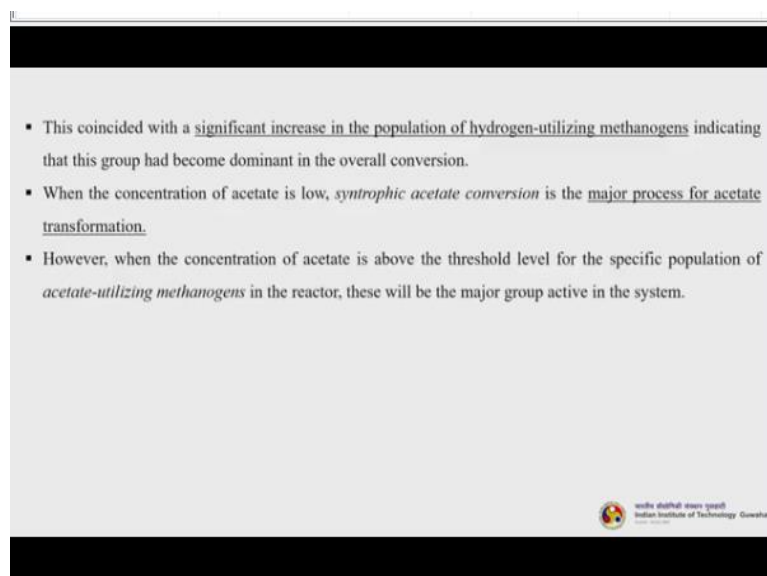 ▪ This coincided with a significant increase in the population of hydrogen-utilizing methanogens indicating
that this group had become dominant in the overall conversion.
▪ When the concentration of acetate is low, syntrophic acetate conversion is the major process for acetate
transformation.
▪ However, when the concentration of acetate is above the threshold level for the specific population of
acetate-utilizing methanogens in the reactor, these will be the major group active in the system.
Indian Institute of Technology